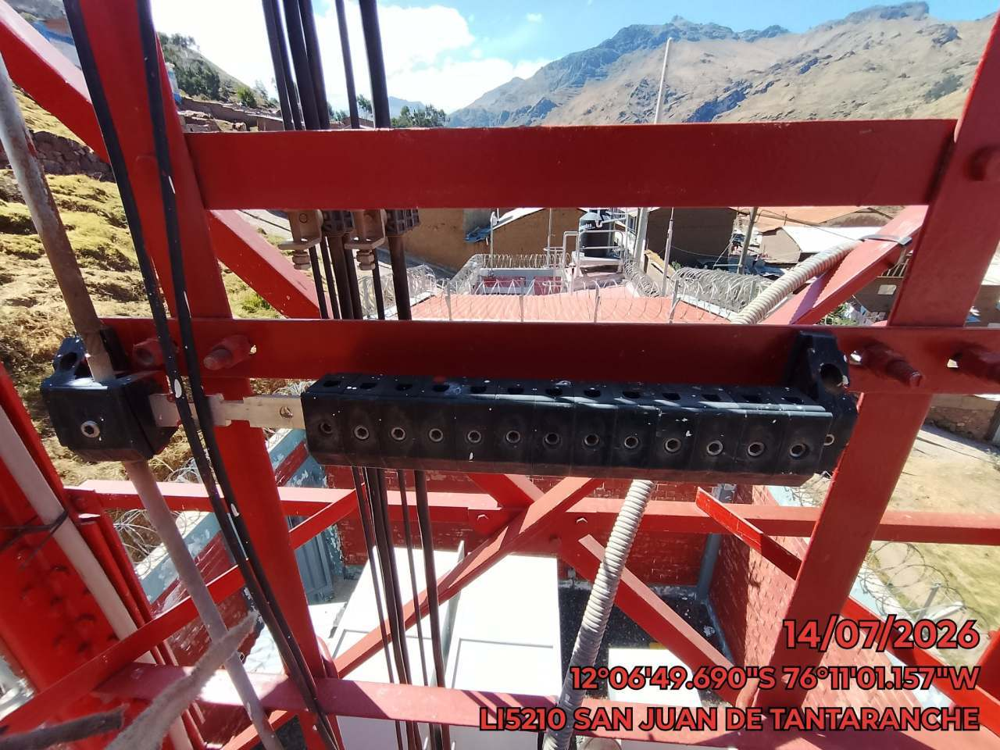 14/07/2026
12°06'49.690"S 76°11'01.157"W
LI5210 SAN JUAN DE TANTARANCHE